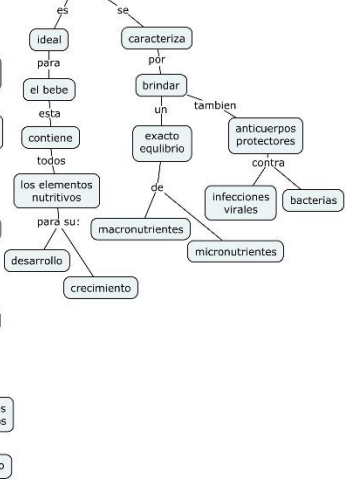 es
se
ideal
caracteriza
para
por
el bebe
brindar
tambien
esta
un
contiene
exacto
equlibrio
anticuerpos
protectores
todos
contra
los elementos
nutritivos
de
infecciones
virales
bacterias
para su:
macronutrientes
desarrollo
micronutrientes
crecimiento